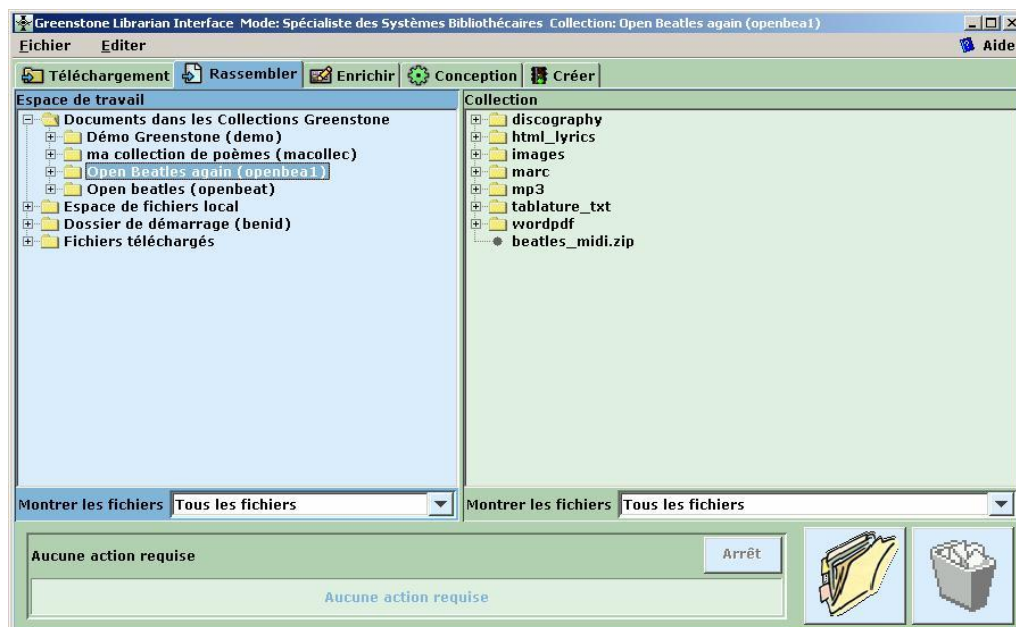 Greenstone Librarian Interface Mode: Spécialiste des Systèmes Bibliothécaires Collection: Open Beatles again (openbea1)
Fichier Editer Aide
Téléchargement Rassembler Enrichir Conception Créer
Espace de travail
Documents dans les Collections Greenstone
Démo Greenstone (demo)
ma collection de poèmes (macollec)
Open Beatles again (openbea1)
Open beatles (openbeat)
Espace de fichiers local
Dossier de démarrage (benid)
Fichiers téléchargés
Montrer les fichiers Tous les fichiers
Collection
discography
html_lyrics
images
marc
mp3
tablature_txt
wordpdf
beatles_midi.zip
Montrer les fichiers Tous les fichiers
Aucune action requise Arrêt
Aucune action requise